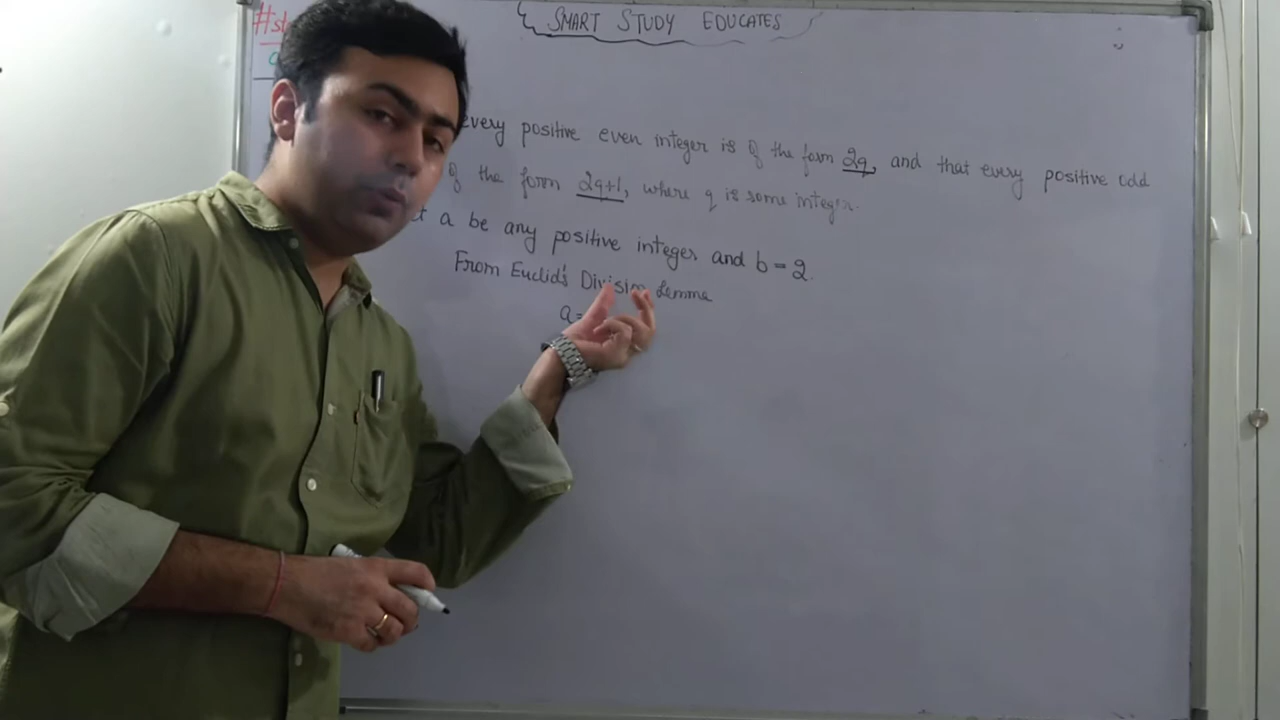 SMART STUDY EDUCATES
every positive even integer is of the form 2q, and that every positive odd
of the form 2q+1, where q is some integer.
a be any positive integer and b = 2.
From Euclid's Division Lemma
a=